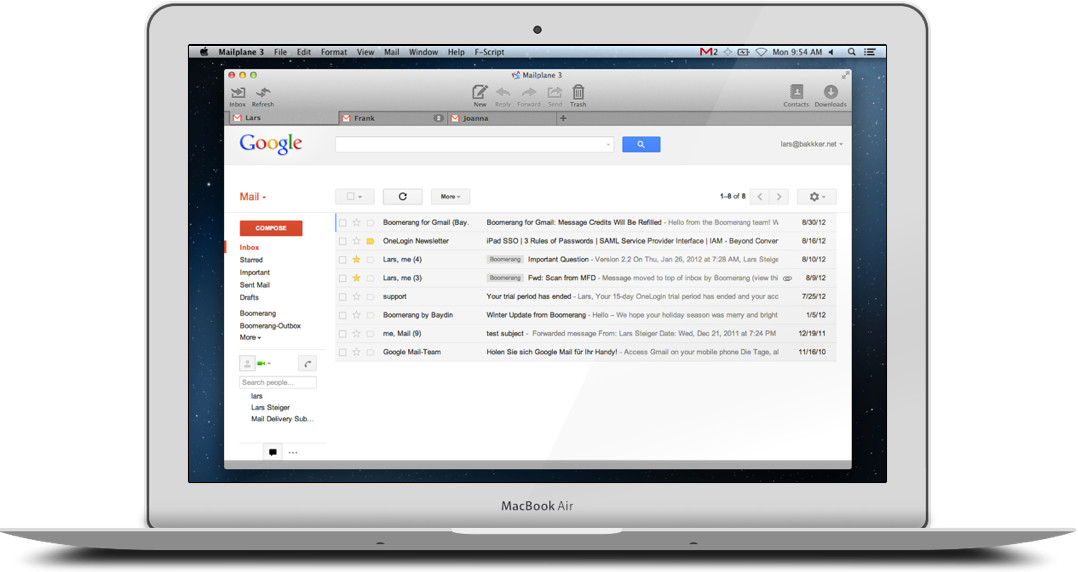 Mailplane 3 File Edit Format View Mail Window Help F-Script 2 Mon 9:54 AM
Mailplane 3
Inbox Refresh New Reply Forward Send Trash Contacts Downloads
Lars Frank 2 Joanna +
Google lars@bakkker.net
Mail More 1–8 of 8
COMPOSE
Inbox
Starred
Important
Sent Mail
Drafts
Boomerang
Boomerang-Outbox
More
Search people...
lars
Lars Steiger
Mail Delivery Sub...
Boomerang for Gmail (Bay. Boomerang for Gmail: Message Credits Will Be Refilled - Hello from the Boomerang team! W 8/30/12
OneLogin Newsletter iPad SSO | 3 Rules of Passwords | SAML Service Provider Interface | IAM - Beyond Conver 8/16/12
Lars, me (4) Boomerang Important Question - Version 2.2 On Thu, Jan 26, 2012 at 7:28 AM, Lars Steige 8/10/12
Lars, me (3) Boomerang Fwd: Scan from MFD - Message moved to top of inbox by Boomerang (view thi 8/9/12
support Your trial period has ended - Lars, Your 15-day OneLogin trial period has ended and your acc 7/25/12
Boomerang by Baydin Winter Update from Boomerang - Hello – We hope your holiday season was merry and bright 1/5/12
me, Mail (9) test subject - Forwarded message From: Lars Steiger Date: Wed, Dec 21, 2011 at 7:24 PM 12/19/11
Google Mail-Team Holen Sie sich Google Mail für Ihr Handy! - Access Gmail on your mobile phone Die Tage, al 11/16/10
MacBook Air